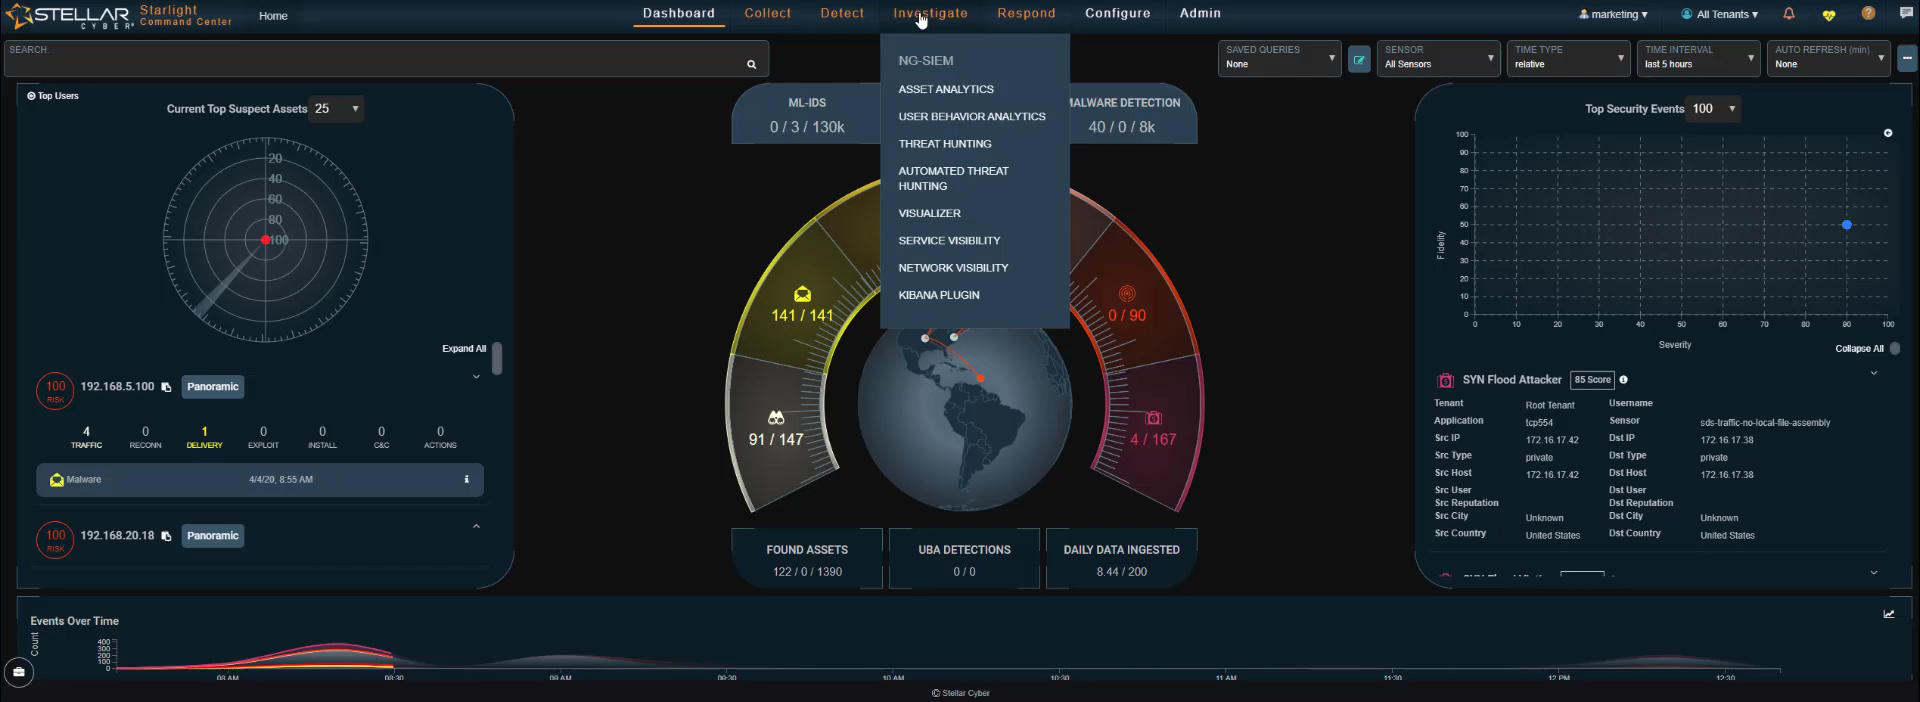 STELLAR
CYBER
Starlight
Command Center
Home
Dashboard
Collect
Detect
Investigate
Respond
Configure
Admin
marketing
All Tenants
SEARCH:
SAVED QUERIES
None
SENSOR
All Sensors
TIME TYPE
relative
TIME INTERVAL
last 5 hours
AUTO REFRESH (min)
None
NG-SIEM
ASSET ANALYTICS
USER BEHAVIOR ANALYTICS
THREAT HUNTING
AUTOMATED THREAT
HUNTING
VISUALIZER
SERVICE VISIBILITY
NETWORK VISIBILITY
KIBANA PLUGIN
Top Users
Current Top Suspect Assets 25
20
40
60
80
100
Expand All
100
RISK
192.168.5.100
Panoramic
4
TRAFFIC
0
RECONN
1
DELIVERY
0
EXPLOIT
0
INSTALL
0
C&C
0
ACTIONS
Malware 4/4/20, 8:55 AM
100
RISK
192.168.20.18
Panoramic
ML-IDS
0 / 3 / 130k
MALWARE DETECTION
40 / 0 / 8k
141 / 141
91 / 147
0 / 90
4 / 167
FOUND ASSETS
122 / 0 / 1390
UBA DETECTIONS
0 / 0
DAILY DATA INGESTED
8.44 / 200
Top Security Events 100
Fidelity
100
90
80
70
60
50
40
30
20
10
0
0 10 20 30 40 50 60 70 80 90 100
Severity
Collapse All
SYN Flood Attacker 85 Score
Tenant Root Tenant Username
Application tcp554 Sensor sds-traffic-no-local-file-assembly
Src IP 172.16.17.42 Dst IP 172.16.17.38
Src Type private Dst Type private
Src Host 172.16.17.42 Dst Host 172.16.17.38
Src User Dst User
Src Reputation Dst Reputation
Src City Unknown Dst City Unknown
Src Country United States Dst Country United States
Events Over Time
Count
400
300
200
100
0
08 AM 08:30 09 AM 09:30 10 AM 10:30 11 AM 11:30 12 PM 12:30
© Stellar Cyber